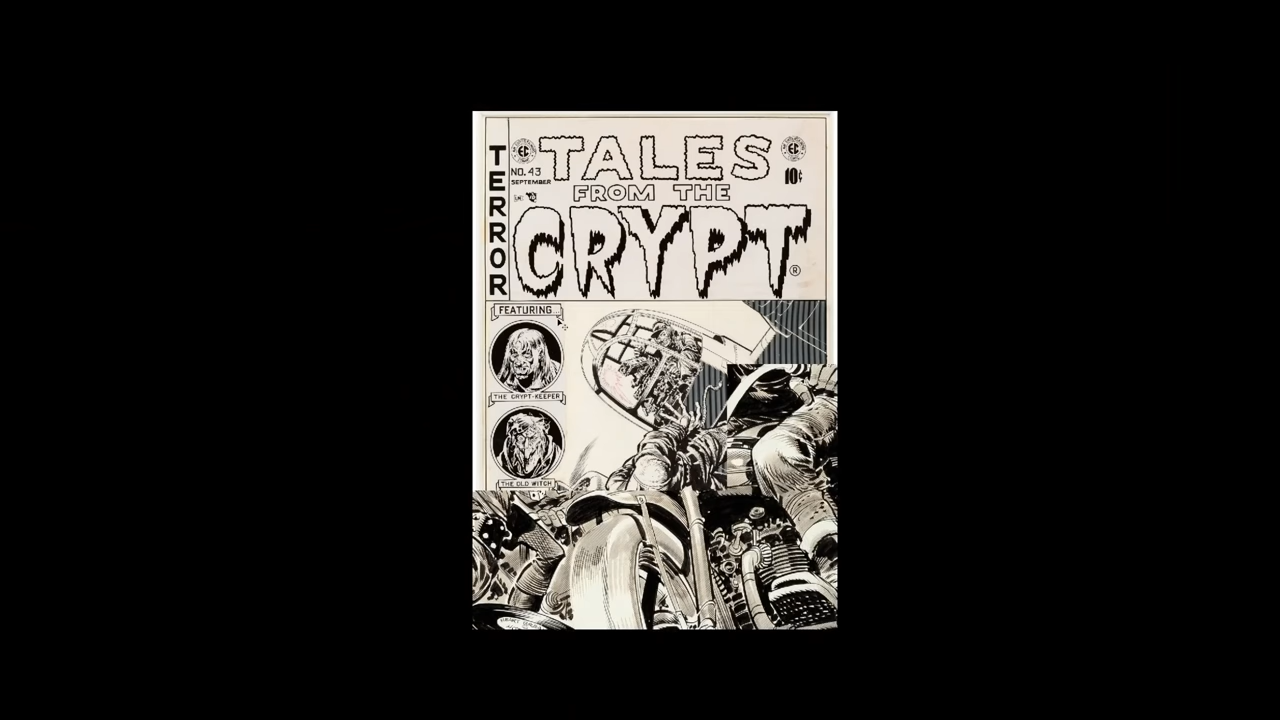 TERROR
EC
TALES
EC
NO. 43
SEPTEMBER
10¢
FROM THE
CRYPT
®
FEATURING...
THE CRYPT-KEEPER
THE OLD WITCH